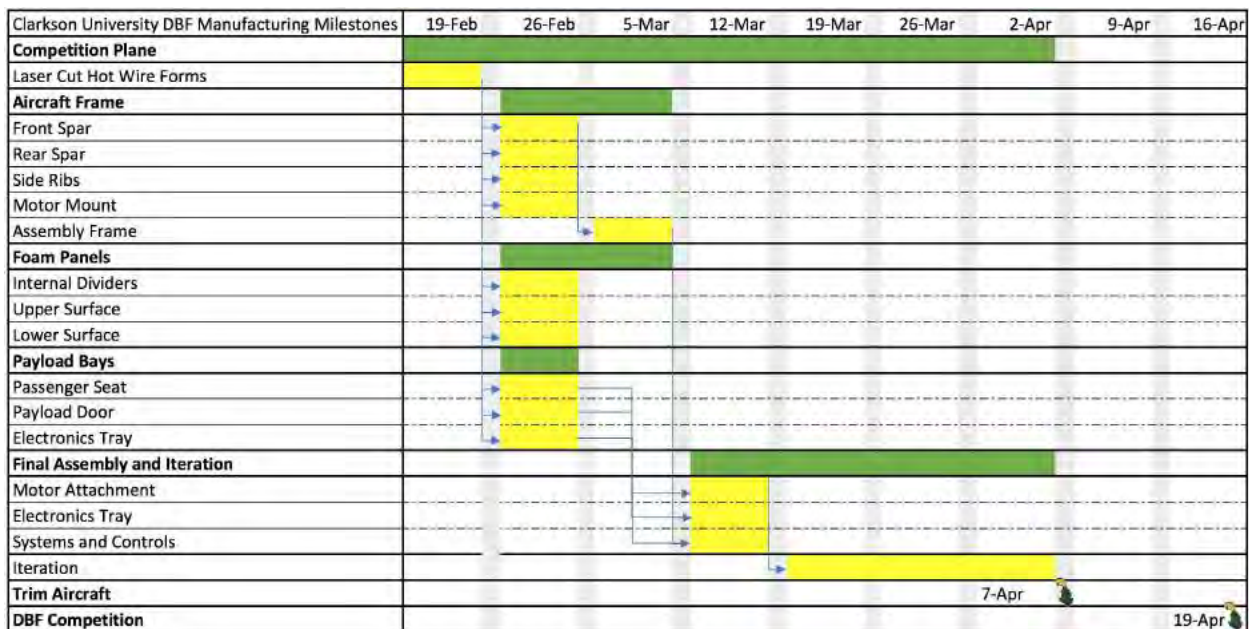 Clarkson University DBF Manufacturing Milestones 19-Feb 26-Feb 5-Mar 12-Mar 19-Mar 26-Mar 2-Apr 9-Apr 16-Apr
Competition Plane
Laser Cut Hot Wire Forms
Aircraft Frame
Front Spar
Rear Spar
Side Ribs
Motor Mount
Assembly Frame
Foam Panels
Internal Dividers
Upper Surface
Lower Surface
Payload Bays
Passenger Seat
Payload Door
Electronics Tray
Final Assembly and Iteration
Motor Attachment
Electronics Tray
Systems and Controls
Iteration
Trim Aircraft 7-Apr
DBF Competition 19-Apr